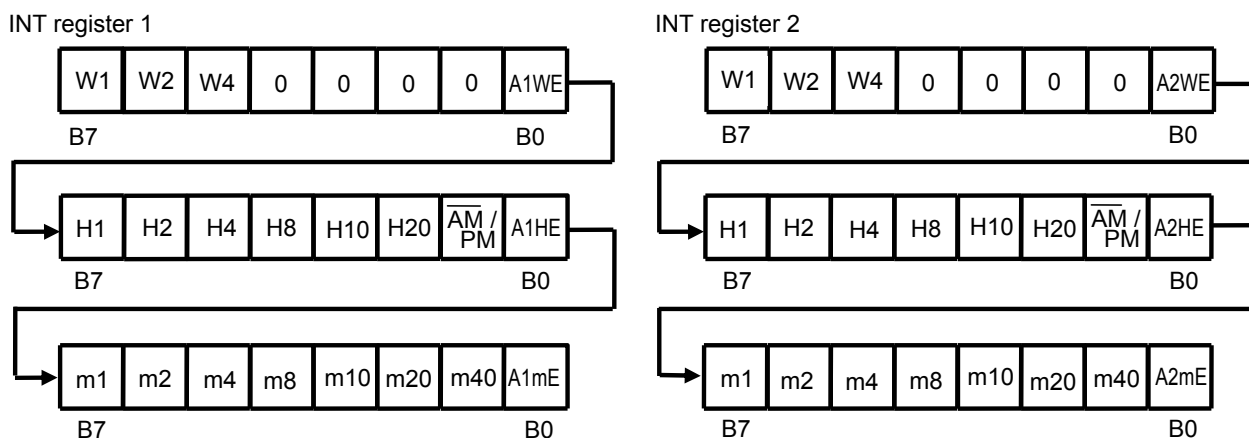 INT register 1
W1 W2 W4 0 0 0 0 A1WE
B7 B0
H1 H2 H4 H8 H10 H20 AM / PM A1HE
B7 B0
m1 m2 m4 m8 m10 m20 m40 A1mE
B7 B0
INT register 2
W1 W2 W4 0 0 0 0 A2WE
B7 B0
H1 H2 H4 H8 H10 H20 AM / PM A2HE
B7 B0
m1 m2 m4 m8 m10 m20 m40 A2mE
B7 B0